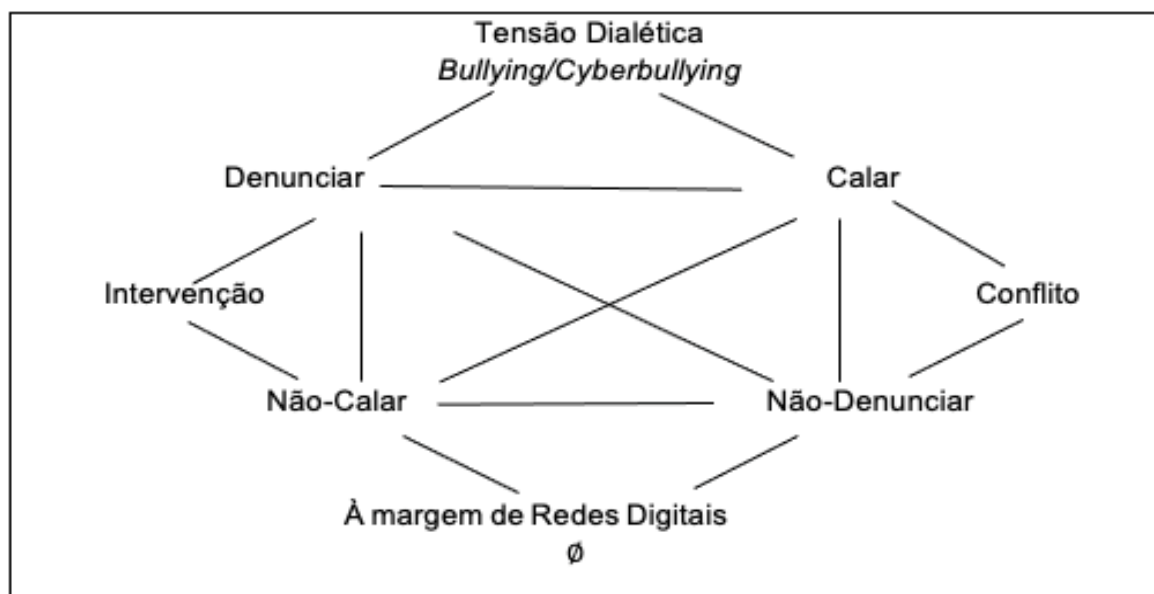 Tensão Dialética
Bullying/Cyberbullying
Denunciar
Calar
Intervenção
Conflito
Não-Calar
Não-Denunciar
À margem de Redes Digitais
∅